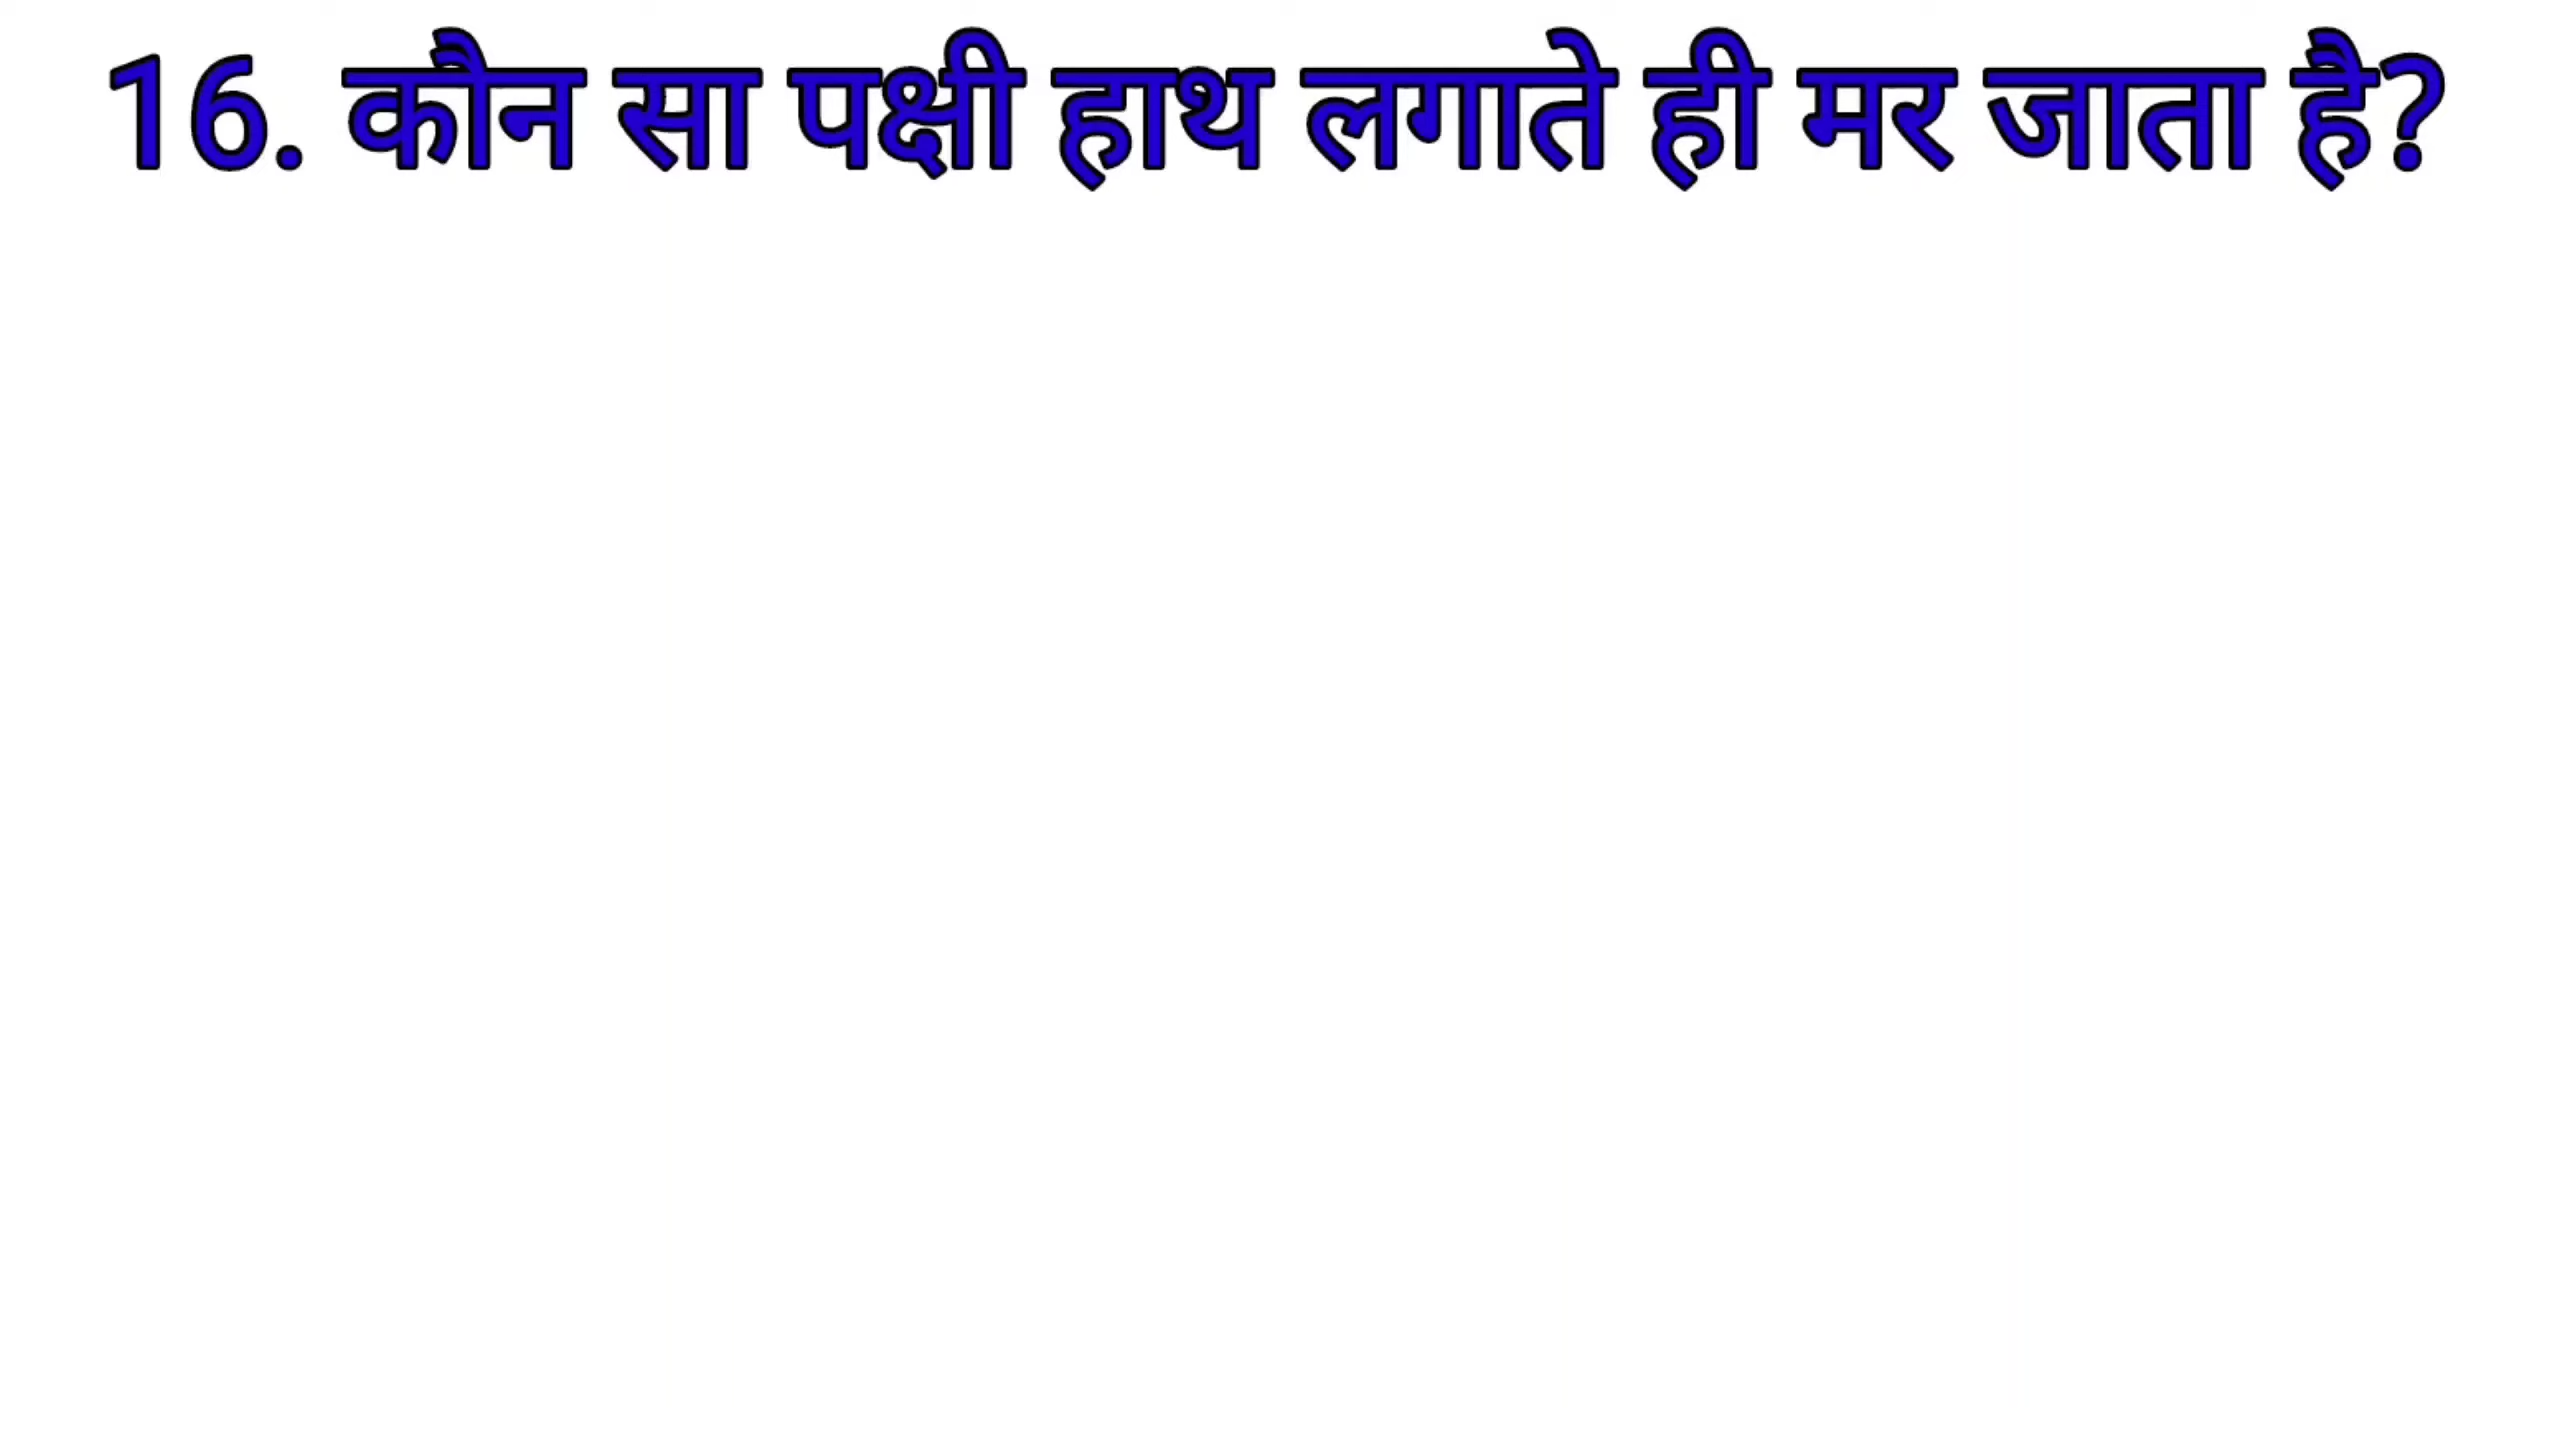 16. कौन सा पक्षी हाथ लगाते ही मर जाता है?